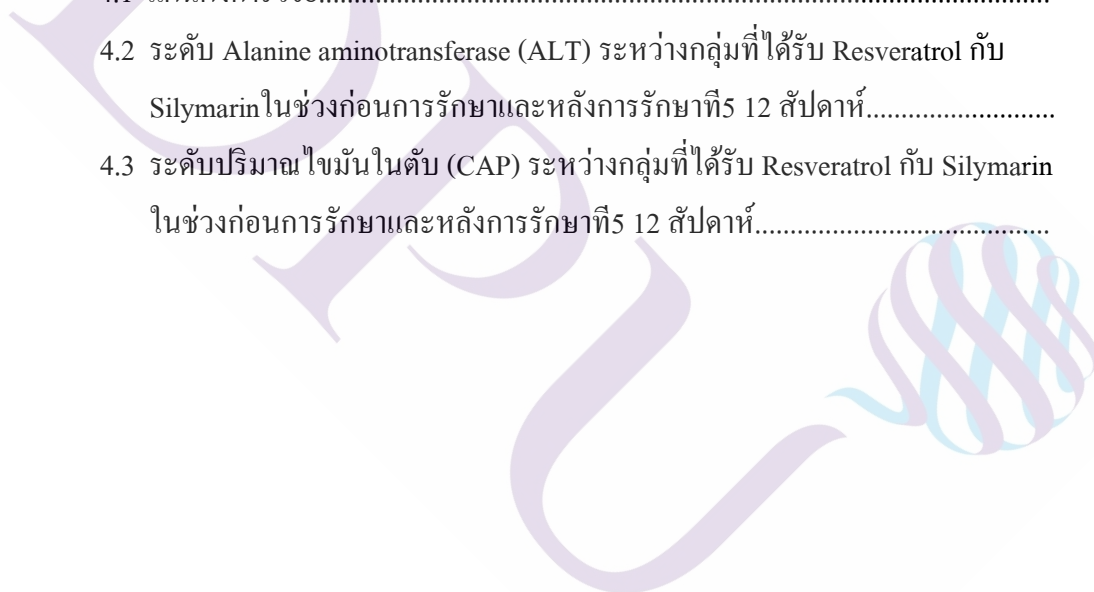 4.2 ระดับ Alanine aminotransferase (ALT) ระหว่างกลุ่มที่ได้รับ Resveratrol กับ
Silymarinในช่วงก่อนการรักษาและหลังการรักษาที5 12 สัปดาห์...........................
4.3 ระดับปริมาณไขมันในตับ (CAP) ระหว่างกลุ่มที่ได้รับ Resveratrol กับ Silymarin
ในช่วงก่อนการรักษาและหลังการรักษาที5 12 สัปดาห์..........................................
DPU